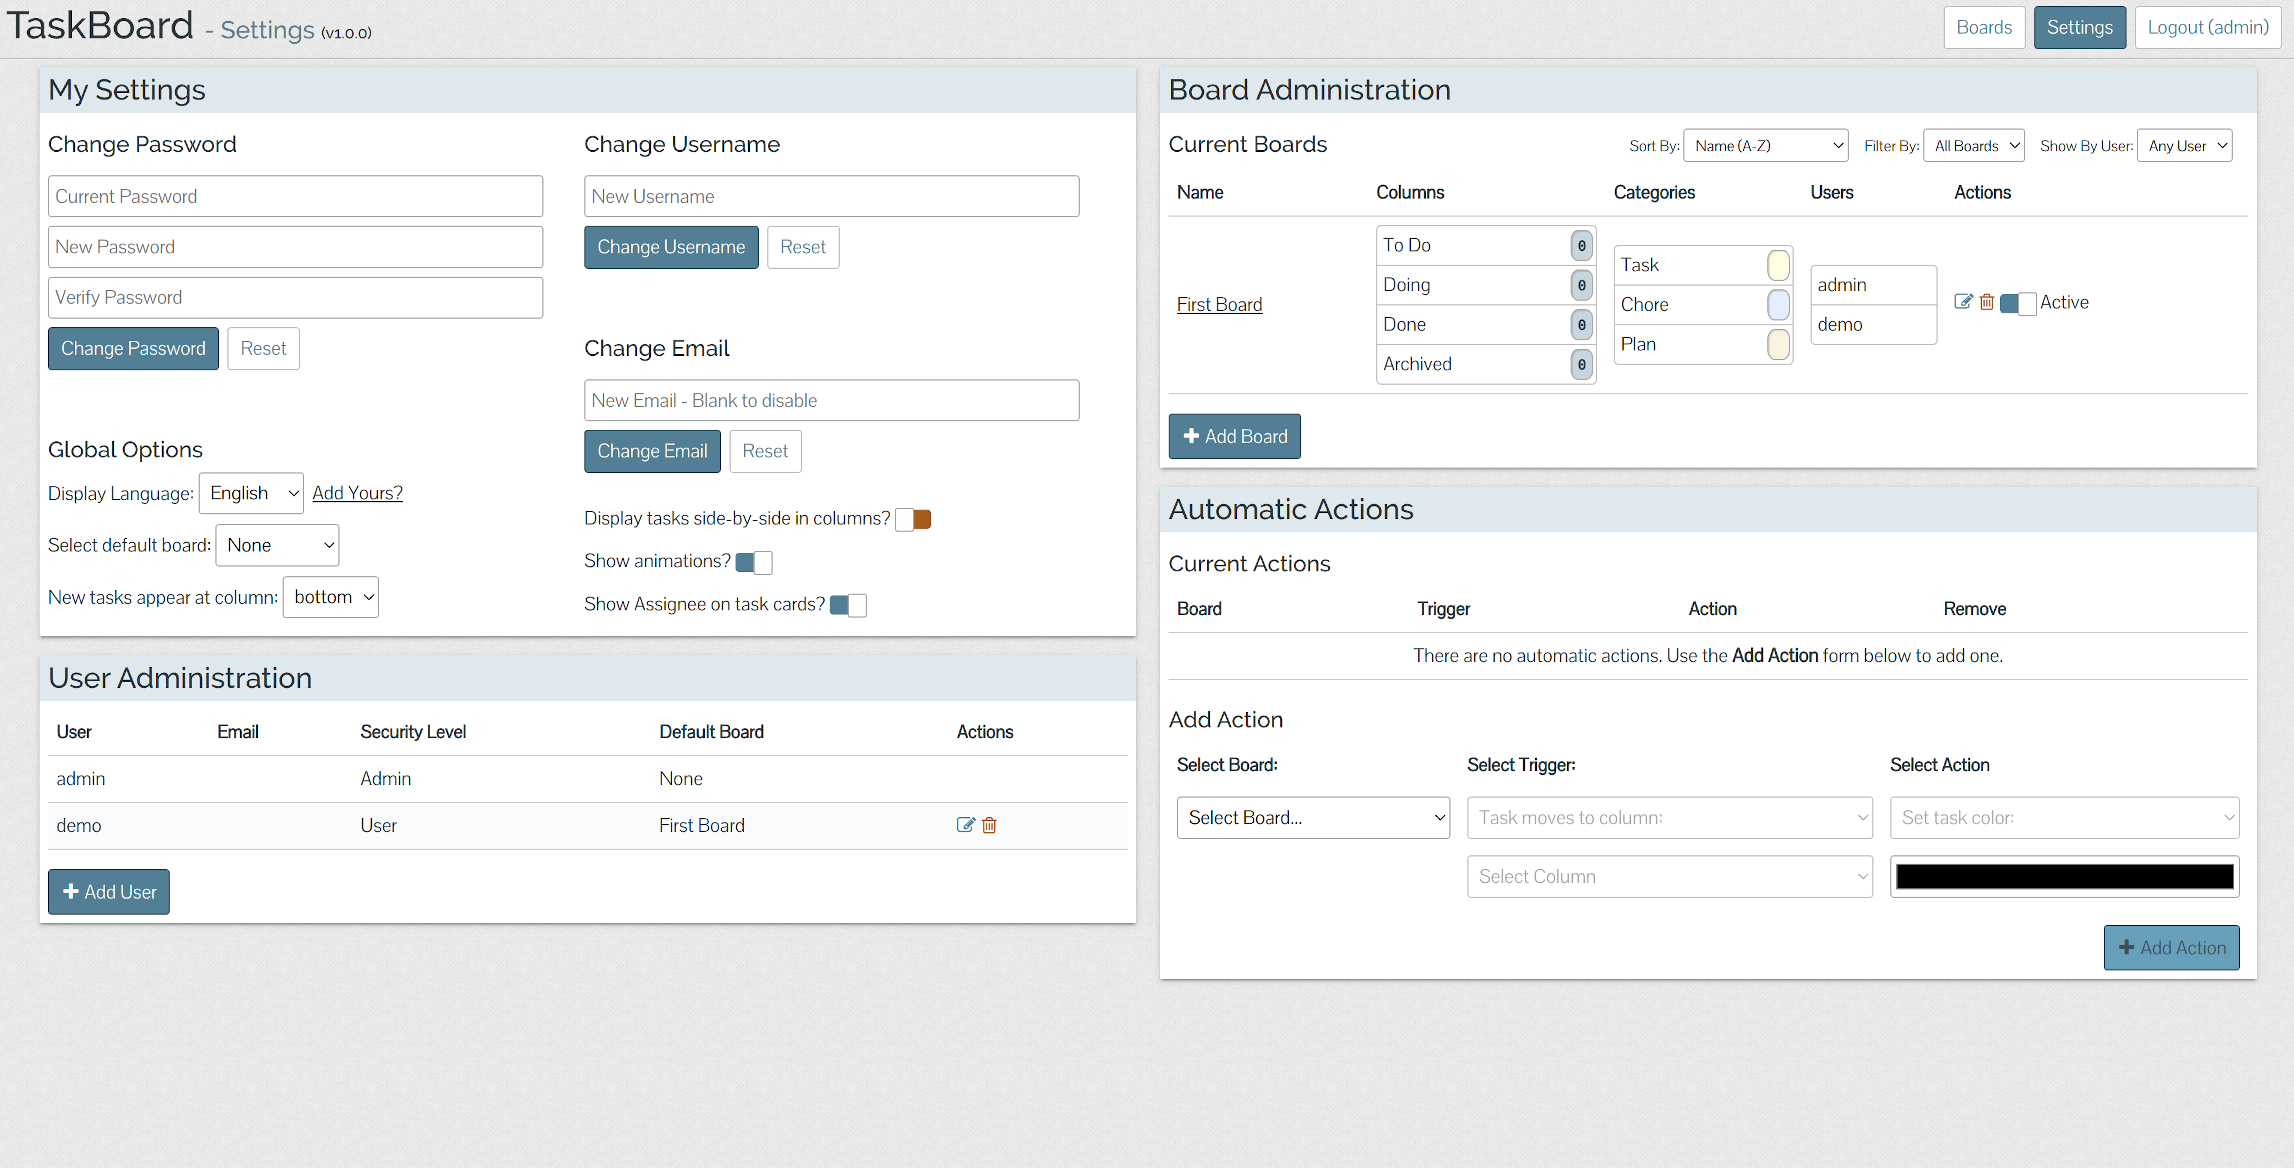 TaskBoard - Settings (v1.0.0)
Boards
Settings
Logout (admin)
My Settings
Change Password
Current Password
New Password
Verify Password
Change Password
Reset
Change Username
New Username
Change Username
Reset
Change Email
New Email - Blank to disable
Change Email
Reset
Global Options
Display Language: English Add Yours?
Select default board: None
New tasks appear at column: bottom
Display tasks side-by-side in columns?
Show animations?
Show Assignee on task cards?
User Administration
User Email Security Level Default Board Actions
admin Admin None
demo User First Board
Add User
Board Administration
Current Boards
Sort By: Name (A-Z) Filter By: All Boards Show By User: Any User
Name Columns Categories Users Actions
First Board
To Do 0
Doing 0
Done 0
Archived 0
Task
Chore
Plan
admin
demo
Active
Add Board
Automatic Actions
Current Actions
Board Trigger Action Remove
There are no automatic actions. Use the Add Action form below to add one.
Add Action
Select Board: Select Trigger: Select Action
Select Board... Task moves to column: Set task color:
Select Column
Add Action